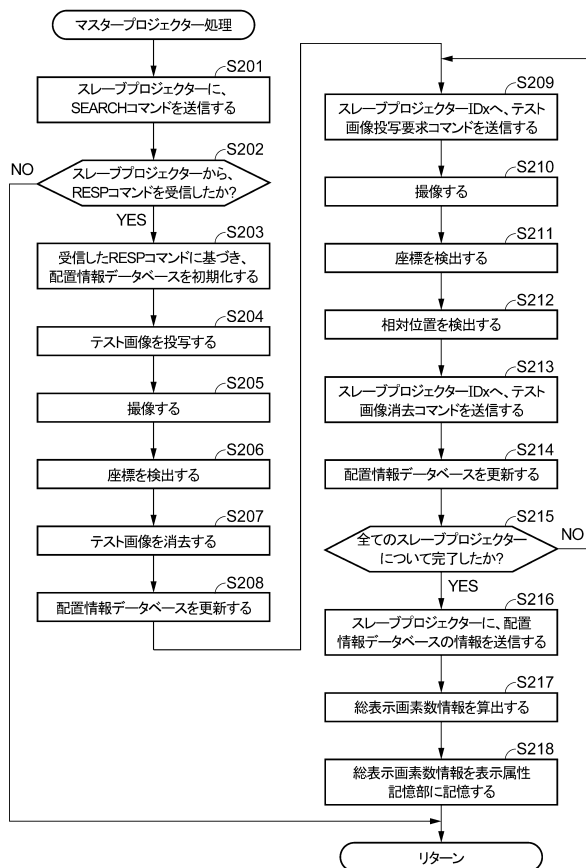 マスタープロジェクター処理
S201
スレーブプロジェクターに、
SEARCHコマンドを送信する
S202
NO
スレーブプロジェクターから、
RESPコマンドを受信したか?
YES
S203
受信したRESPコマンドに基づき、
配置情報データベースを初期化する
S204
テスト画像を投写する
S205
撮像する
S206
座標を検出する
S207
テスト画像を消去する
S208
配置情報データベースを更新する
S209
スレーブプロジェクターIDxへ、テスト
画像投写要求コマンドを送信する
S210
撮像する
S211
座標を検出する
S212
相対位置を検出する
S213
スレーブプロジェクターIDxへ、テスト
画像消去コマンドを送信する
S214
配置情報データベースを更新する
S215
全てのスレーブプロジェクター
について完了したか?
NO
YES
S216
スレーブプロジェクターに、配置
情報データベースの情報を送信する
S217
総表示画素数情報を算出する
S218
総表示画素数情報を表示属性
記憶部に記憶する
リターン